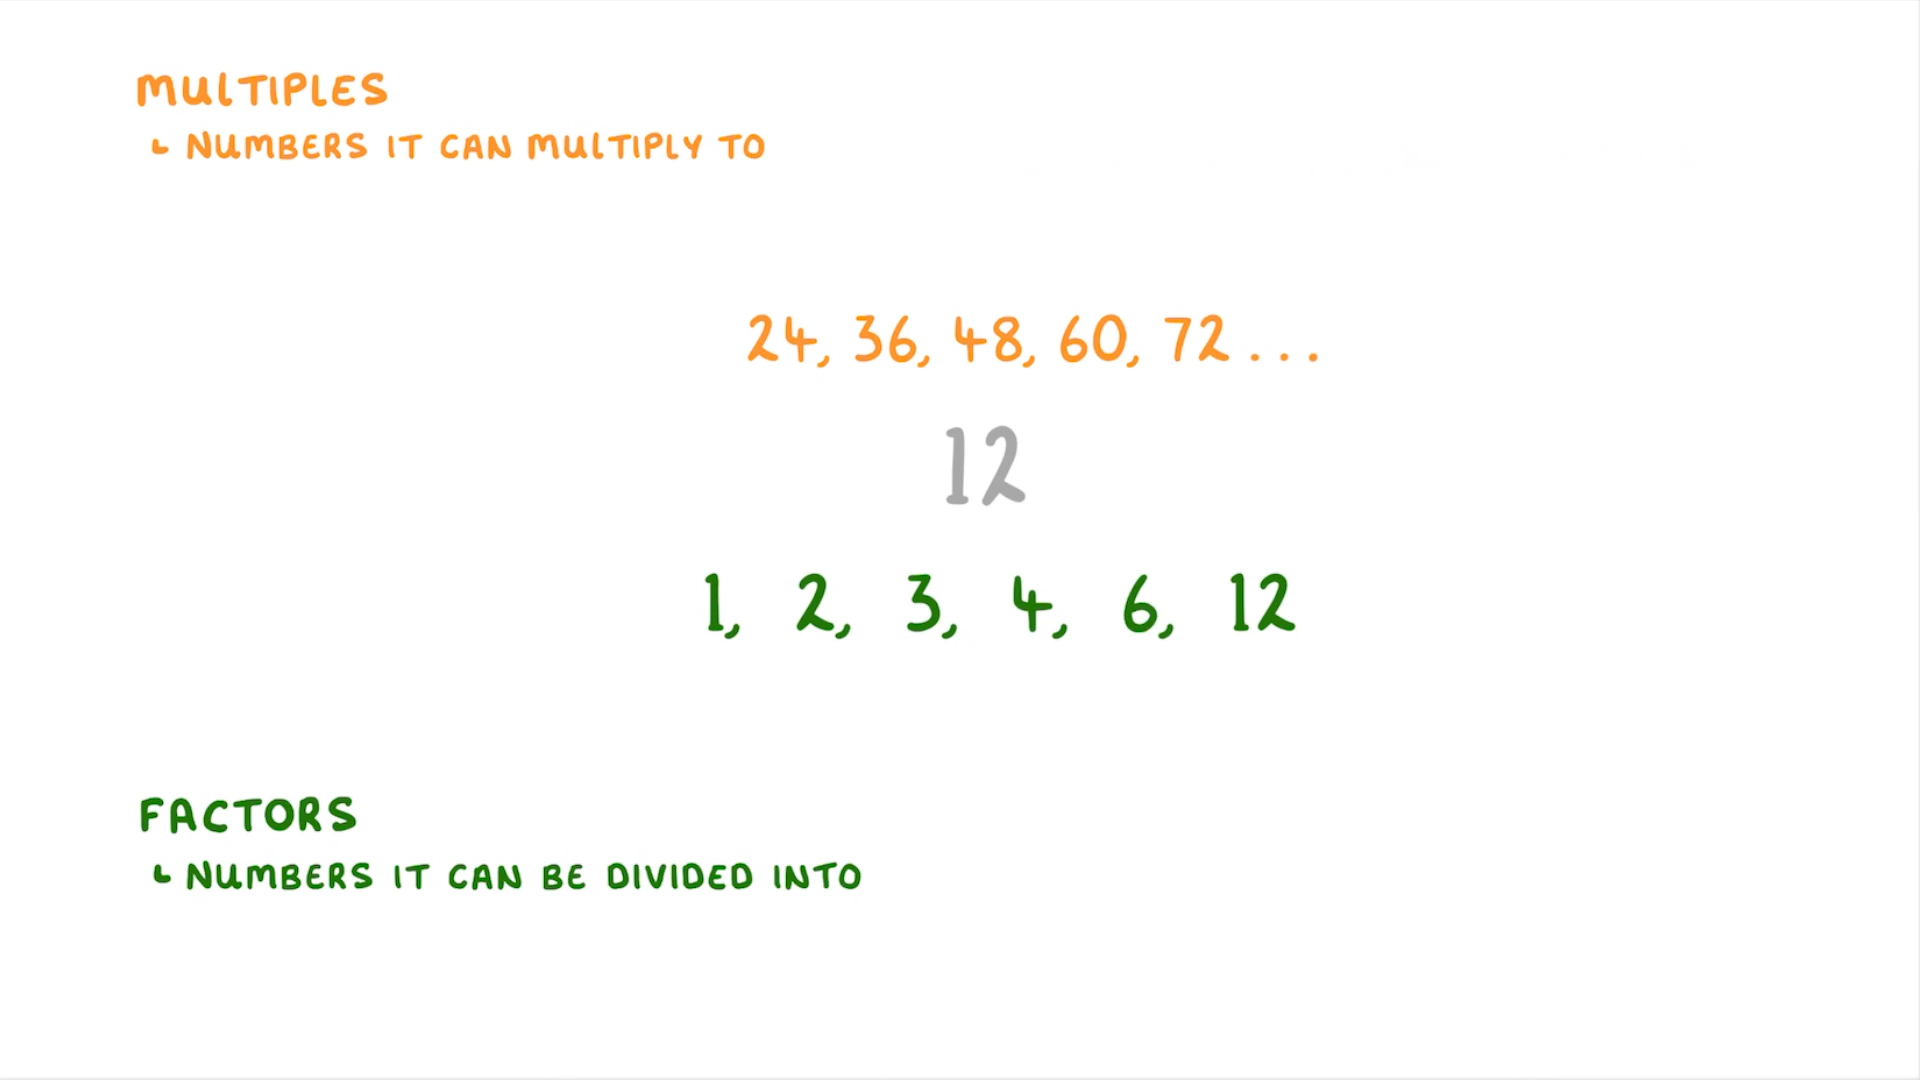 MULTIPLES
NUMBERS IT CAN MULTIPLY TO
24, 36, 48, 60, 72...
12
1, 2, 3, 4, 6, 12
FACTORS
NUMBERS IT CAN BE DIVIDED INTO